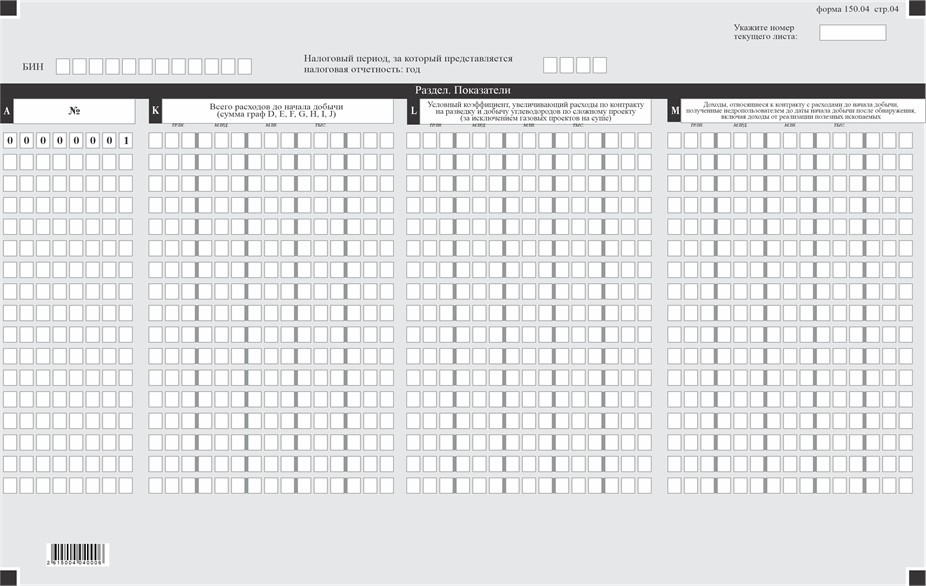 форма 150.04 стр.04
Укажите номер
текущего листа:
БИН
Налоговый период, за который представляется
налоговая отчетность: год
Раздел. Показатели
A
№
K
Всего расходов до начала добычи
(сумма граф D, E, F, G, H, I, J)
L
Условный коэффициент, увеличивающий расходы по контракту
на разведку и добычу углеводородов по сложному проекту
(за исключением газовых проектов на суше)
M
Доходы, относящиеся к контракту с расходами до начала добычи,
полученные недропользователем до даты начала добычи после обнаружения,
включая доходы от реализации полезных ископаемых
ТРЛН МЛРД МЛН ТЫС
ТРЛН МЛРД МЛН ТЫС
ТРЛН МЛРД МЛН ТЫС
0 0 0 0 0 0 0 1